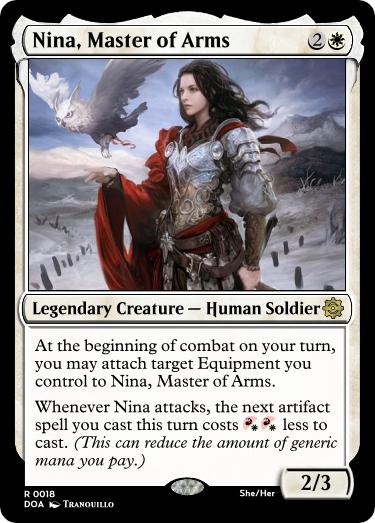 Nina, Master of Arms 2
Legendary Creature — Human Soldier
At the beginning of combat on your turn,
you may attach target Equipment you
control to Nina, Master of Arms.
Whenever Nina attacks, the next artifact
spell you cast this turn costs less to
cast. (This can reduce the amount of generic
mana you pay.)
R 0018
DOA Tranquillo
She/Her
2/3